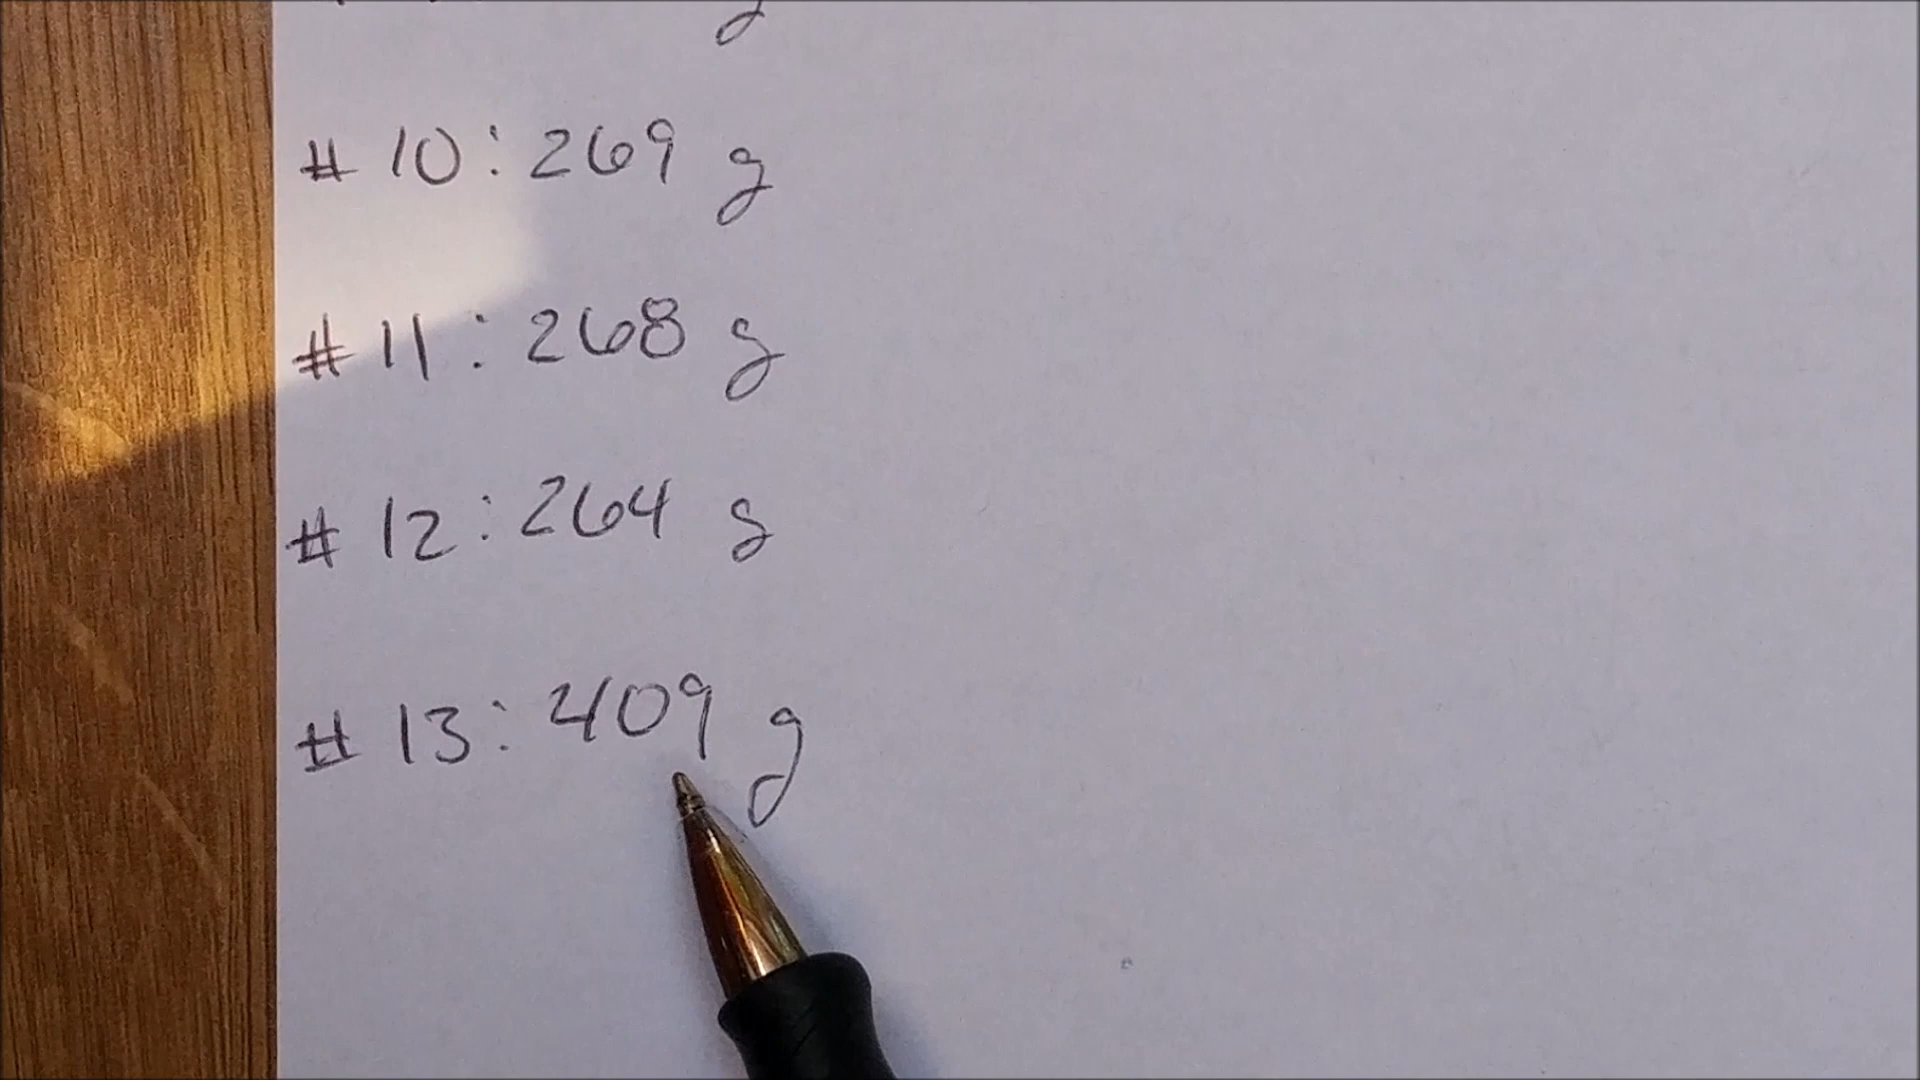 g
# 10: 269 g
# 11: 268 g
# 12: 264 g
# 13: 409 g